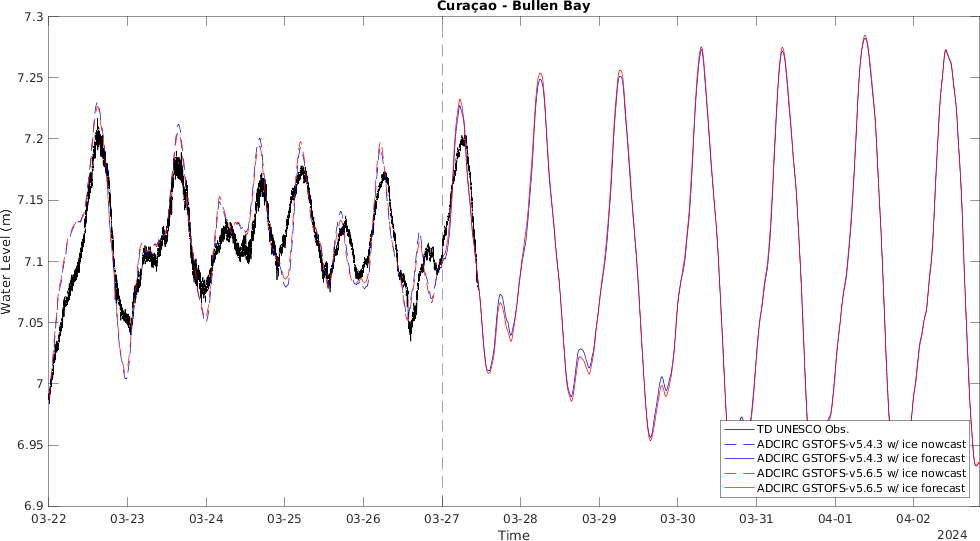 Curaçao - Bullen Bay
Water Level (m)
7.3
7.25
7.2
7.15
7.1
7.05
7
6.95
6.9
TD UNESCO Obs.
ADCIRC GSTOFS-v5.4.3 w/ ice nowcast
ADCIRC GSTOFS-v5.4.3 w/ ice forecast
ADCIRC GSTOFS-v5.6.5 w/ ice nowcast
ADCIRC GSTOFS-v5.6.5 w/ ice forecast
03-22 03-23 03-24 03-25 03-26 03-27 03-28 03-29 03-30 03-31 04-01 04-02
Time
2024